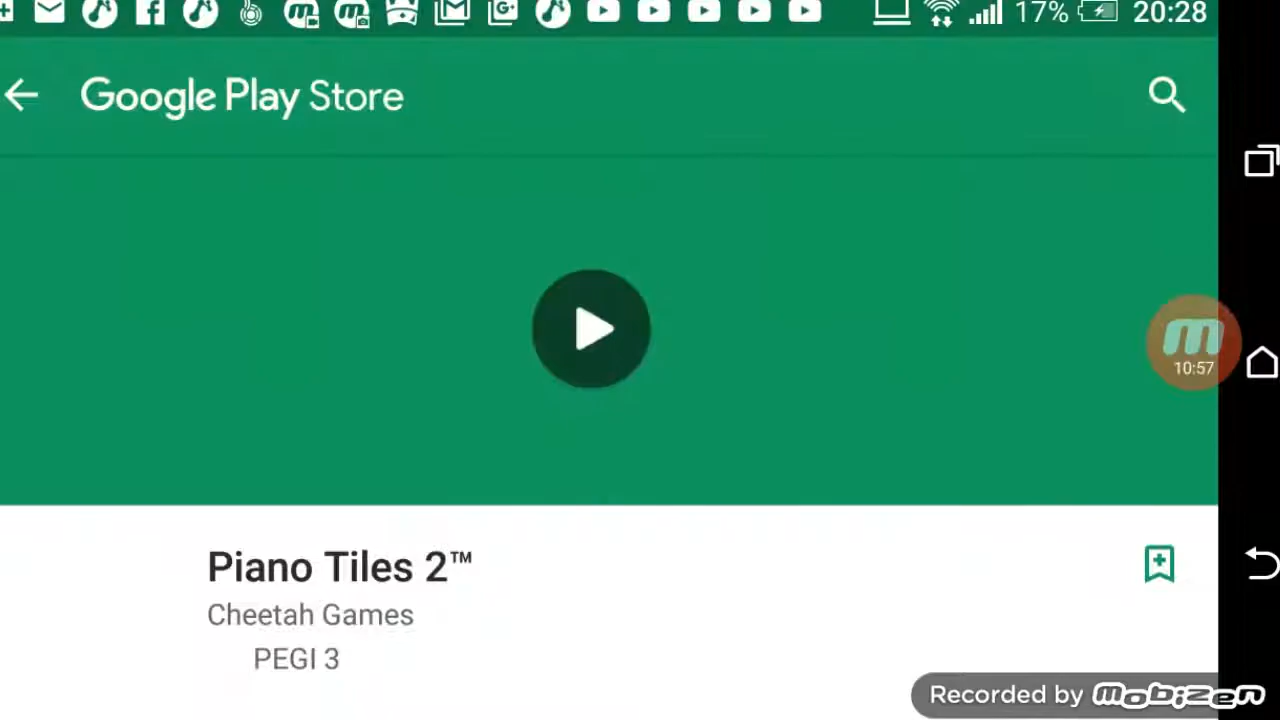 17% 20:28
Google Play Store
10:57
Piano Tiles 2™
Cheetah Games
PEGI 3
Recorded by mobizen